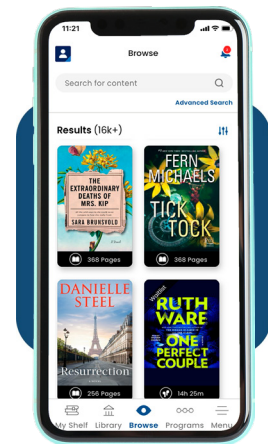 11:21
Browse
Search for content
Advanced Search
Results (16k+)
THE
EXTRAORDINARY
DEATHS OF
MRS. KIP
SARA BRUNSVOLD
A Novel
368 Pages
FERN
MICHAELS
TICK
TOCK
368 Pages
DANIELLE
STEEL
Resurrection
256 Pages
Waitlist
RUTH
WARE
ONE
PERFECT
COUPLE
14h 25m
My Shelf Library Browse Programs Menu